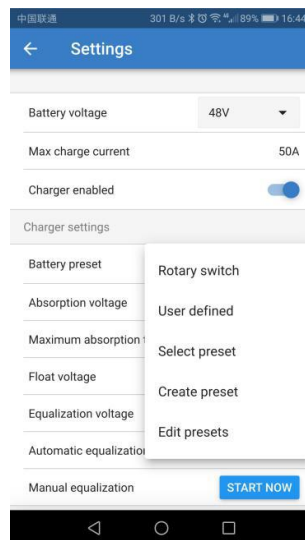 中国联通 301 B/s 4G 89% 16:44
Settings
Battery voltage 48V
Max charge current 50A
Charger enabled
Charger settings
Battery preset
Rotary switch
Absorption voltage
User defined
Maximum absorption
Select preset
Float voltage
Create preset
Equalization voltage
Edit presets
Automatic equalization
Manual equalization START NOW